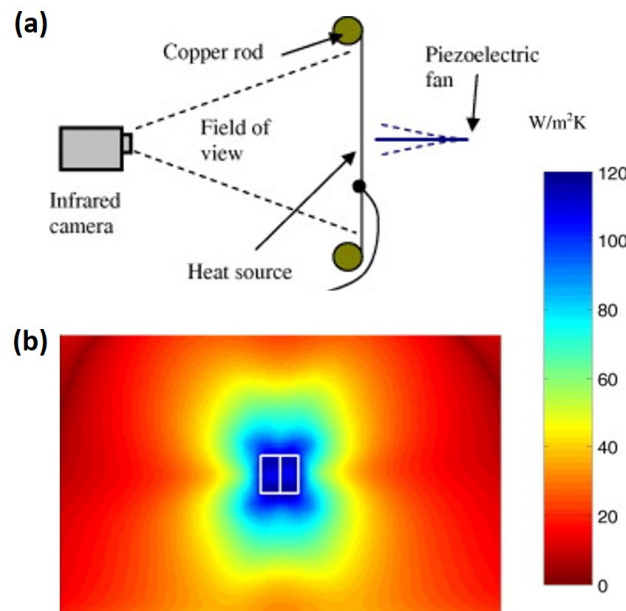 (a)
Copper rod
Piezoelectric
fan
W/m²K
Field of
view
Infrared
camera
Heat source
120
100
80
60
40
20
0
(b)